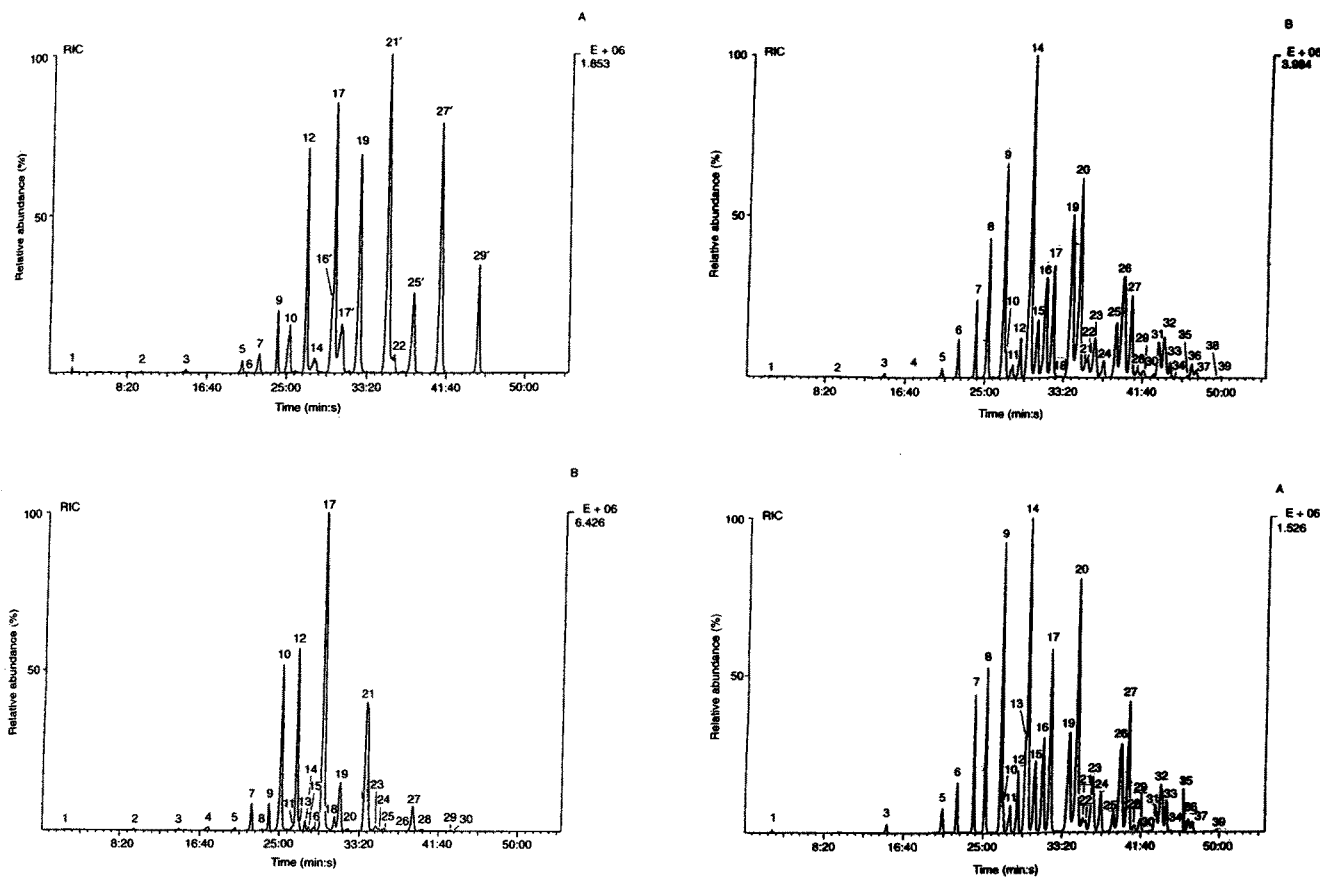 A
RIC
E + 06
1.853
100
50
Relative abundance (%)
1 2 3 5 6 7 9 10 12 14 16′ 17 17′ 19 21′ 22 25′ 27′ 29′
8:20 16:40 25:00 33:20 41:40 50:00
Time (min:s)
B
RIC
E + 06
3.984
100
50
Relative abundance (%)
1 2 3 4 5 6 7 8 9 10 11 12 14 15 16 17 18 19 20 21 22 23 24 25 26 27 28 29 30 31 32 33 34 35 36 37 38 39
8:20 16:40 25:00 33:20 41:40 50:00
Time (min:s)
B
RIC
E + 06
6.426
100
50
Relative abundance (%)
1 2 3 4 5 7 8 9 10 11 12 13 14 15 6 17 18 19 20 21 23 24 25 26 27 28 29 30
8:20 16:40 25:00 33:20 41:40 50:00
Time (min:s)
A
RIC
E + 06
1.526
100
50
Relative abundance (%)
1 3 5 6 7 8 9 10 11 12 13 14 15 16 17 19 20 21 22 23 24 25 26 27 28 29 30 31 32 33 34 35 36 37 39
8:20 16:40 25:00 33:20 41:40 50:00
Time (min:s)